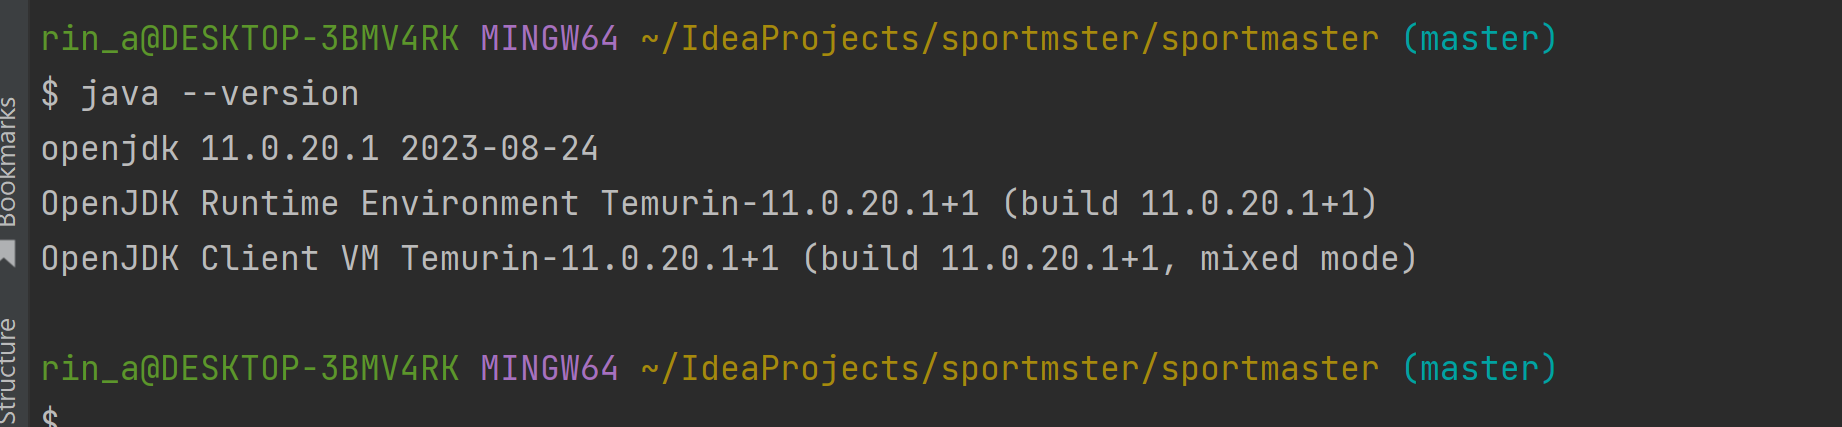 rin_a@DESKTOP-3BMV4RK MINGW64 ~/IdeaProjects/sportmster/sportmaster (master)
$ java --version
openjdk 11.0.20.1 2023-08-24
OpenJDK Runtime Environment Temurin-11.0.20.1+1 (build 11.0.20.1+1)
OpenJDK Client VM Temurin-11.0.20.1+1 (build 11.0.20.1+1, mixed mode)
rin_a@DESKTOP-3BMV4RK MINGW64 ~/IdeaProjects/sportmster/sportmaster (master)
$
Bookmarks
Structure